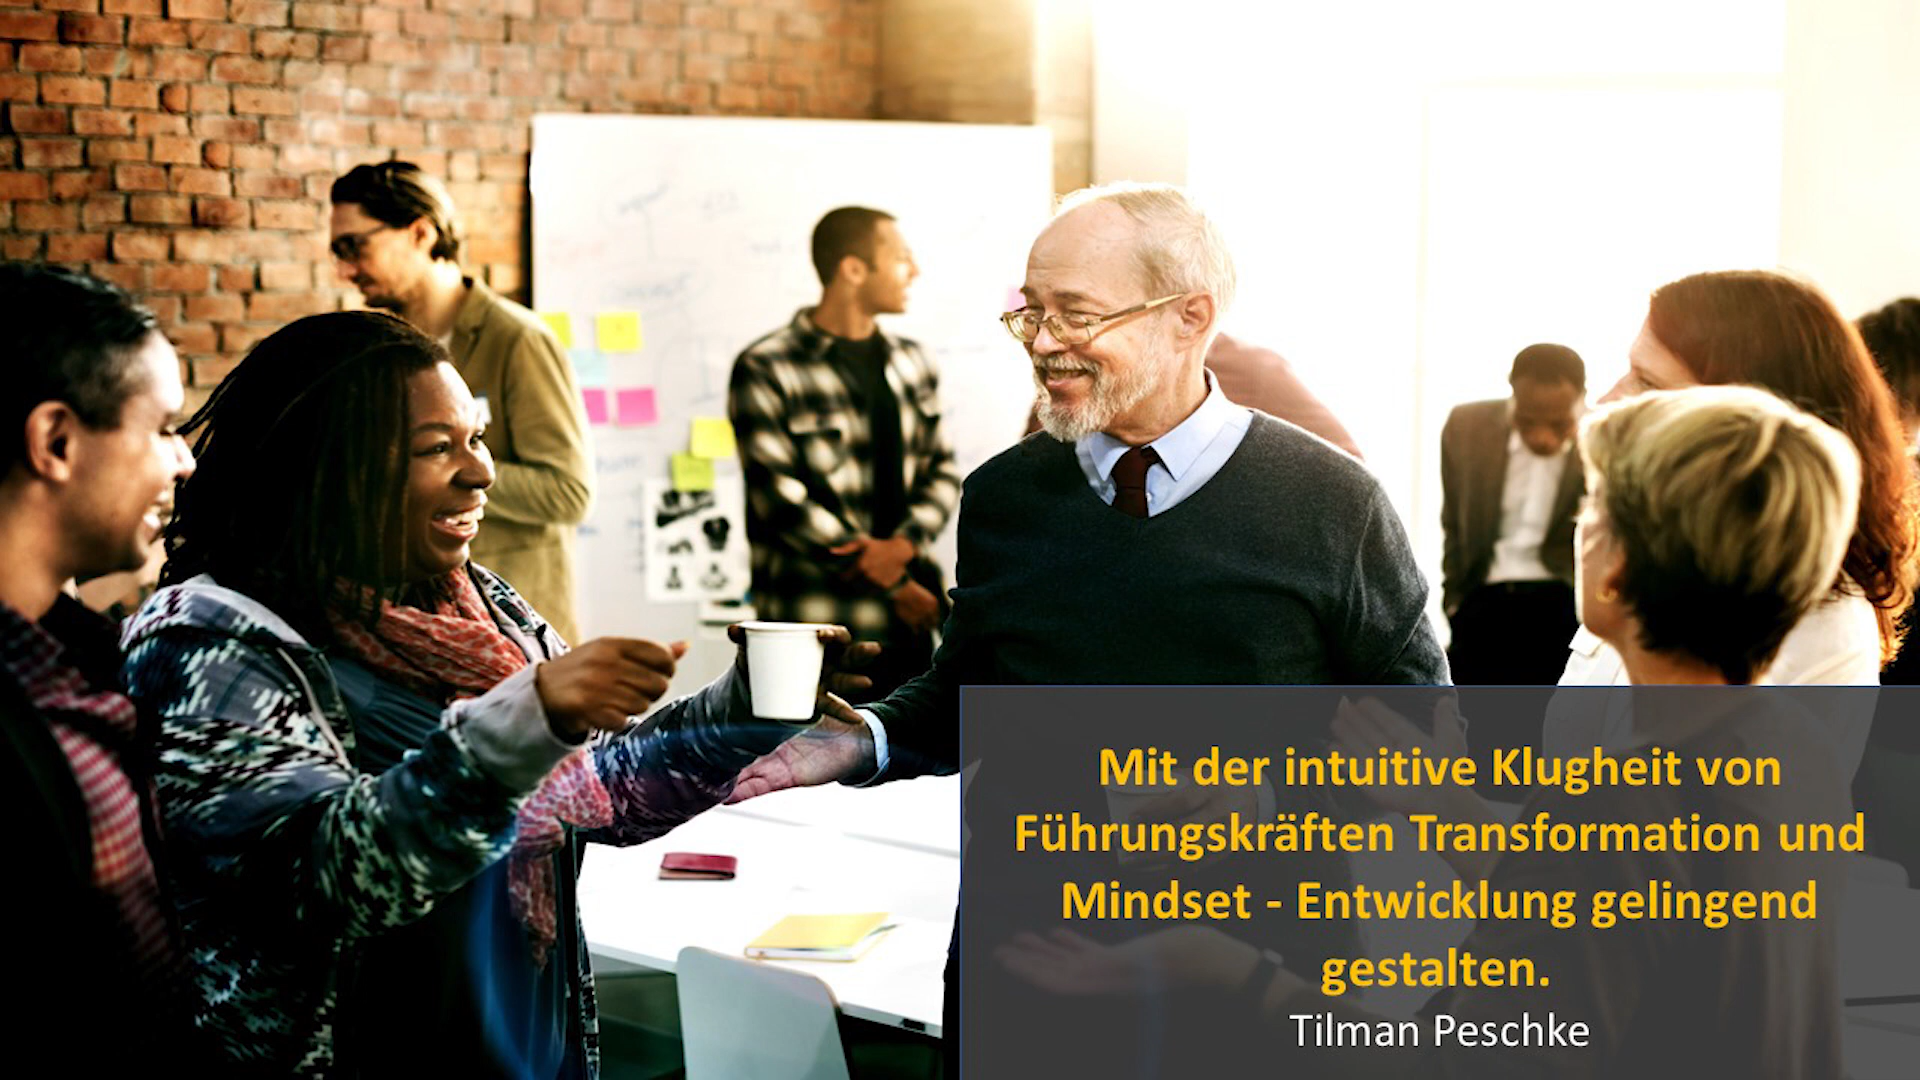 Mit der intuitive Klugheit von
Führungskräften Transformation und
Mindset - Entwicklung gelingend
gestalten.
Tilman Peschke